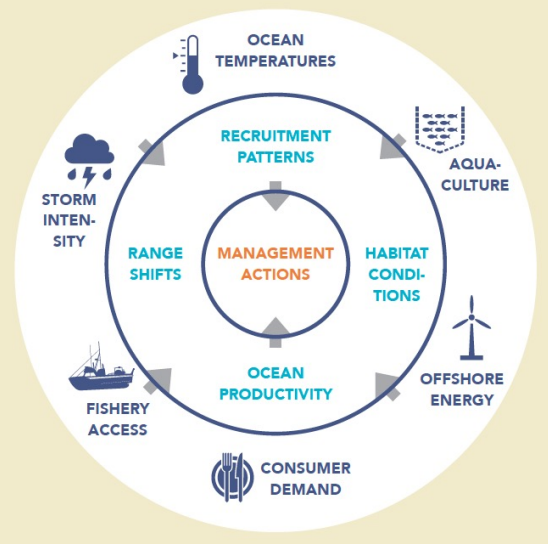 OCEAN
TEMPERATURES
RECRUITMENT
PATTERNS
AQUA-
CULTURE
STORM
INTEN-
SITY
RANGE
SHIFTS
MANAGEMENT
ACTIONS
HABITAT
CONDI-
TIONS
OCEAN
PRODUCTIVITY
OFFSHORE
ENERGY
FISHERY
ACCESS
CONSUMER
DEMAND